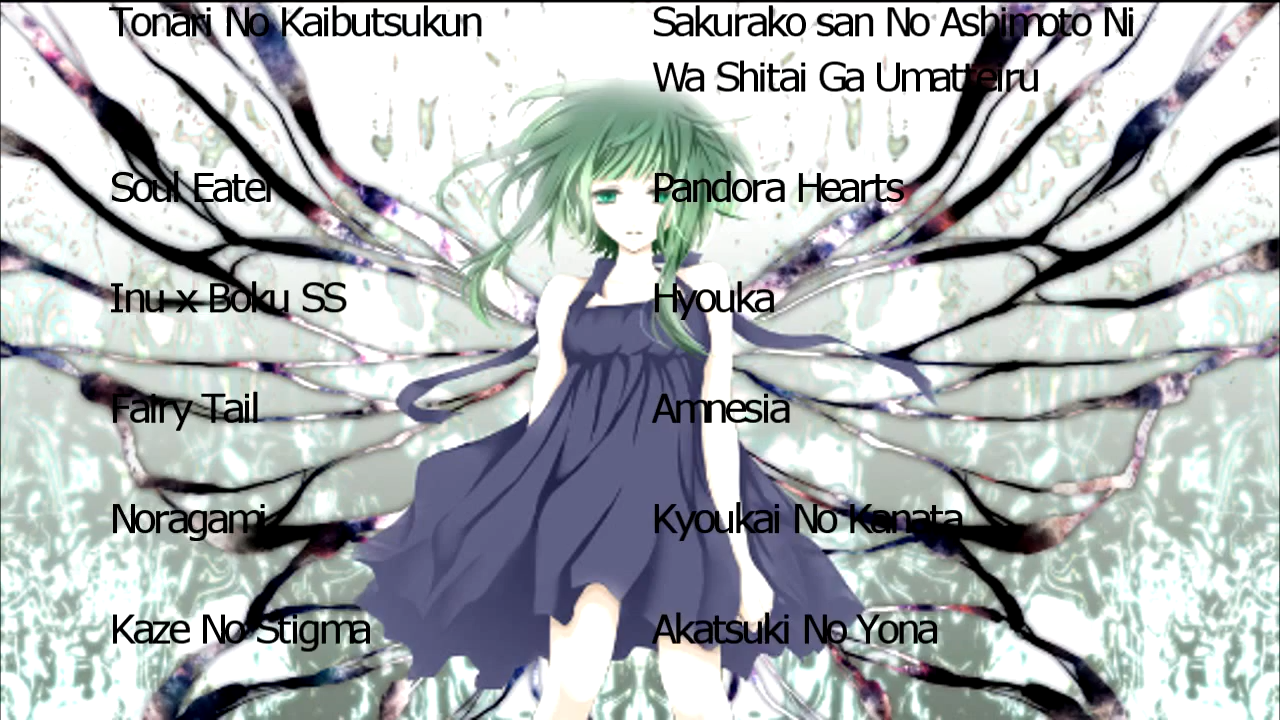 Tonari No Kaibutsukun
Soul Eater
Inu x Boku SS
Fairy Tail
Noragami
Kaze No Stigma
Sakurako san No Ashimoto Ni
Wa Shitai Ga Umatteiru
Pandora Hearts
Hyouka
Amnesia
Kyoukai No Kanata
Akatsuki No Yona